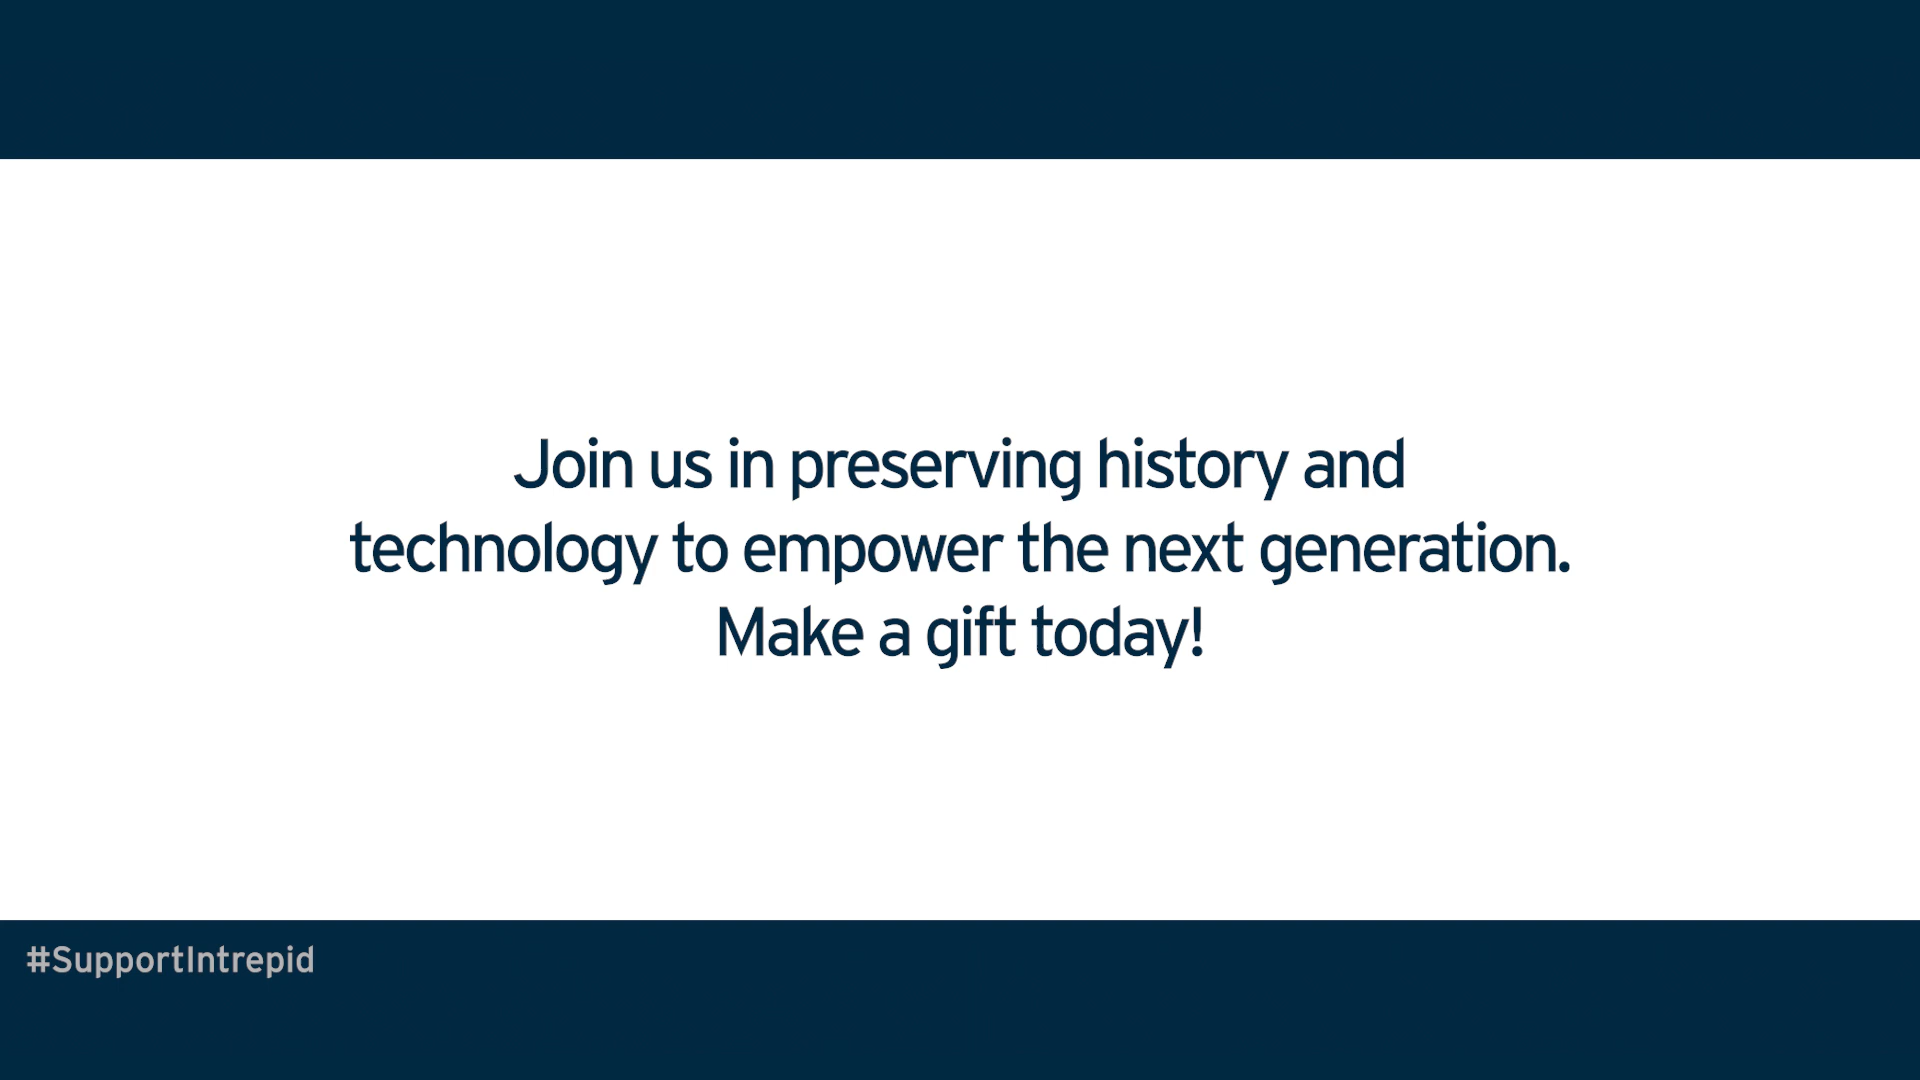 Join us in preserving history and
technology to empower the next generation.
Make a gift today!
#SupportIntrepid